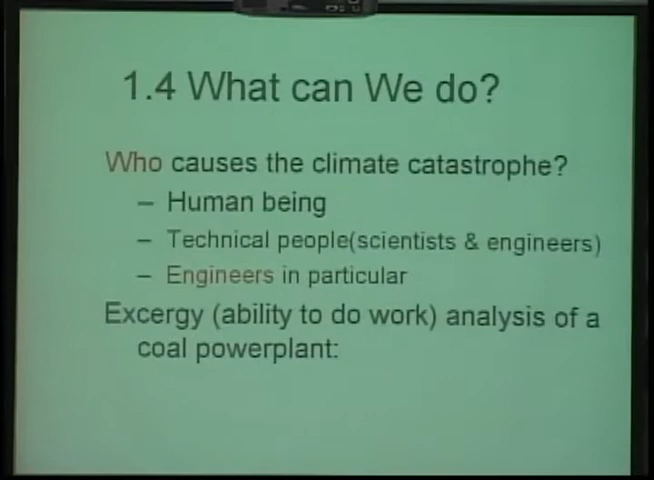 1.4 What can We do?
Who causes the climate catastrophe?
– Human being
– Technical people(scientists & engineers)
– Engineers in particular
Excergy (ability to do work) analysis of a
coal powerplant: